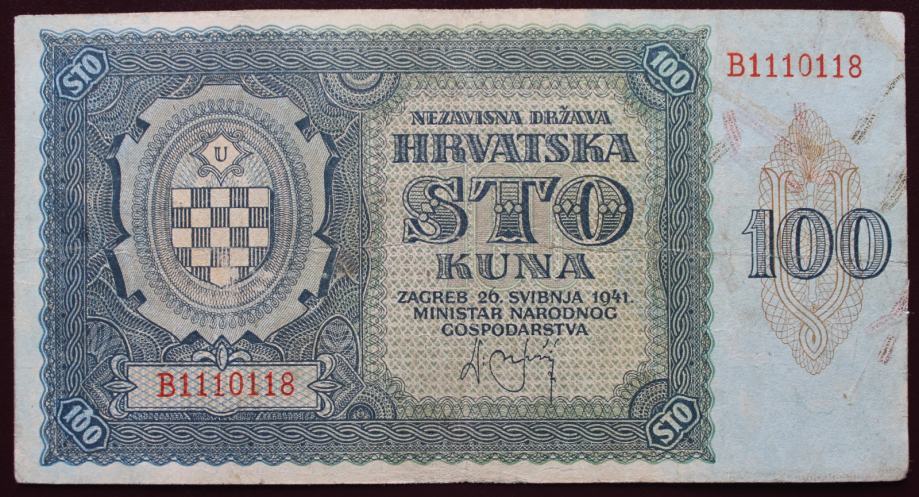 STO
100
B1110118
NEZAVISNA DRŽAVA
HRVATSKA
STO
KUNA
ZAGREB 26. SVIBNJA 1941.
MINISTAR NARODNOG
GOSPODARSTVA
U
100
B1110118
100
STO